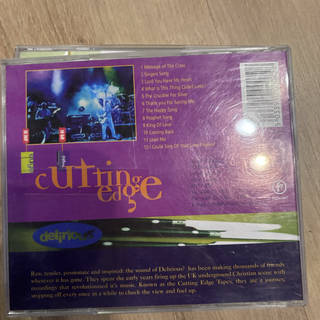 1 Message of The Cross
2 Singers Song
3 Lord You Have My Heart
4 What is This Thing Called Love
5 The Crucible For Silver
6 Thank you for Saving Me
7 The Happy Song
8 Prophet Song
9 King Of Love
10 Coming Back
11 Lead Me
12 I Could Sing Of Your Love Forever
cutting
edge
delirious?
Raw, tender, passionate and inspired: the sound of Delirious? has been making thousands of friends
wherever it has gone. They spent the early years firing up the UK underground Christian scene with
recordings that revolutionised it's music. Known as the Cutting Edge Tapes, they are a journey,
stopping off every once in a while to check the view and fuel up.